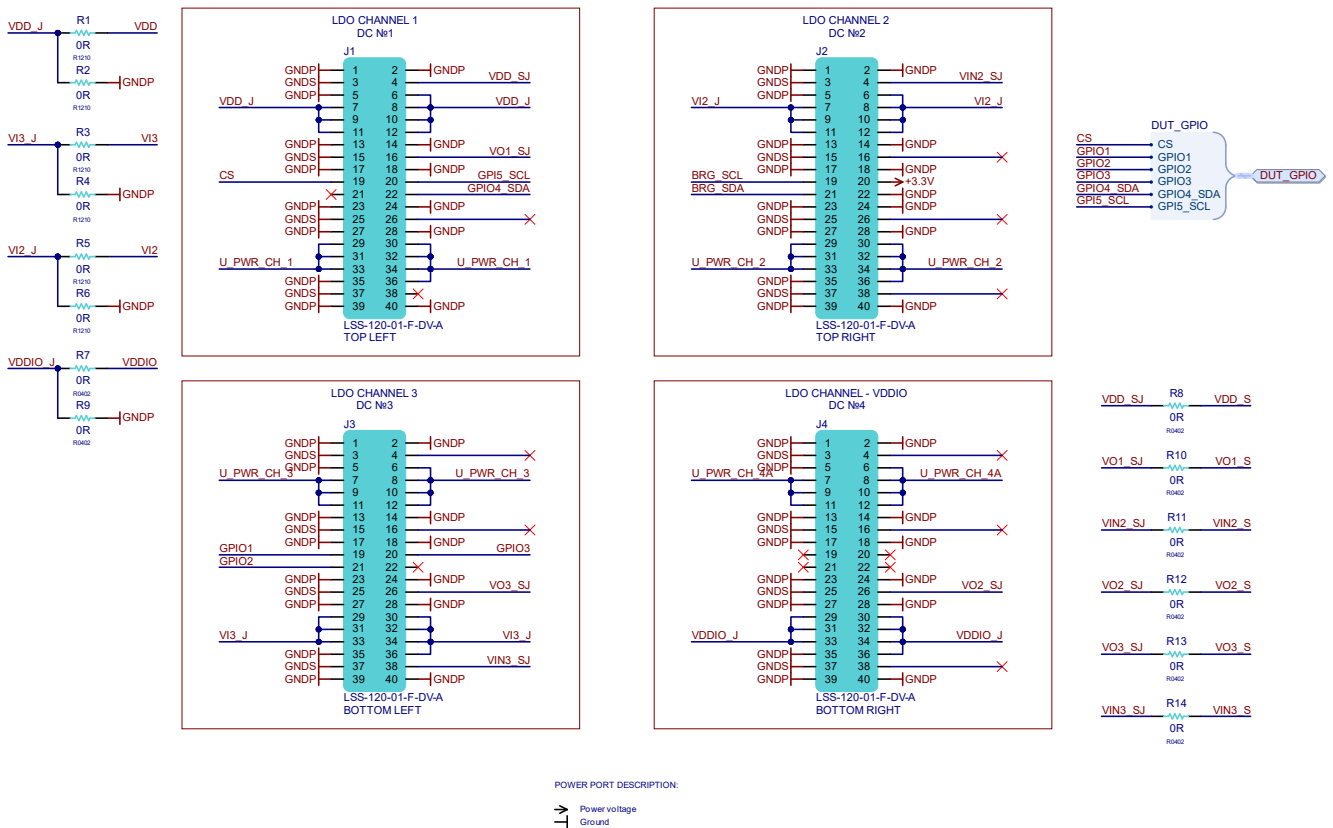 VDD_J
R1
VDD
0R
R1210
R2
GNDP
0R
R1210
VI3_J
R3
VI3
0R
R1210
R4
GNDP
0R
R1210
VI2_J
R5
VI2
0R
R1210
R6
GNDP
0R
R1210
VDDIO_J
R7
VDDIO
0R
R0402
R9
GNDP
0R
R0402
LDO CHANNEL 1
DC №1
J1
GNDP 1 2 GNDP
GNDS 3 4 VDD_SJ
GNDP 5 6
VDD_J 7 8 VDD_J
9 10
11 12
GNDP 13 14 GNDP
GNDS 15 16 VO1_SJ
GNDP 17 18 GNDP
CS 19 20 GPI5_SCL
21 22 GPIO4_SDA
GNDP 23 24 GNDP
GNDS 25 26
GNDP 27 28 GNDP
29 30
31 32
U_PWR_CH_1 33 34 U_PWR_CH_1
GNDP 35 36
GNDS 37 38
GNDP 39 40 GNDP
LSS-120-01-F-DV-A
TOP LEFT
LDO CHANNEL 2
DC №2
J2
GNDP 1 2 GNDP
GNDS 3 4 VIN2_SJ
GNDP 5 6
VI2_J 7 8 VI2_J
9 10
11 12
GNDP 13 14 GNDP
GNDS 15 16
GNDP 17 18 GNDP
BRG_SCL 19 20 +3.3V
BRG_SDA 21 22 GNDP
GNDP 23 24 GNDP
GNDS 25 26
GNDP 27 28 GNDP
29 30
31 32
U_PWR_CH_2 33 34 U_PWR_CH_2
GNDP 35 36
GNDS 37 38
GNDP 39 40 GNDP
LSS-120-01-F-DV-A
TOP RIGHT
DUT_GPIO
CS CS
GPIO1 GPIO1
GPIO2 GPIO2
GPIO3 GPIO3
GPIO4_SDA GPIO4_SDA
GPI5_SCL GPI5_SCL
DUT_GPIO
LDO CHANNEL 3
DC №3
J3
GNDP 1 2 GNDP
GNDS 3 4
GNDP 5 6
U_PWR_CH_3 7 8 U_PWR_CH_3
9 10
11 12
GNDP 13 14 GNDP
GNDS 15 16
GNDP 17 18 GNDP
GPIO1 19 20 GPIO3
GPIO2 21 22
GNDP 23 24 GNDP
GNDS 25 26 VO3_SJ
GNDP 27 28 GNDP
29 30
31 32
VI3_J 33 34 VI3_J
GNDP 35 36
GNDS 37 38 VIN3_SJ
GNDP 39 40 GNDP
LSS-120-01-F-DV-A
BOTTOM LEFT
LDO CHANNEL - VDDIO
DC №4
J4
GNDP 1 2 GNDP
GNDS 3 4
GNDP 5 6
U_PWR_CH_4A 7 8 U_PWR_CH_4A
9 10
11 12
GNDP 13 14 GNDP
GNDS 15 16
GNDP 17 18 GNDP
19 20
21 22
GNDP 23 24 GNDP
GNDS 25 26 VO2_SJ
GNDP 27 28 GNDP
29 30
31 32
VDDIO_J 33 34 VDDIO_J
GNDP 35 36
GNDS 37 38
GNDP 39 40 GNDP
LSS-120-01-F-DV-A
BOTTOM RIGHT
VDD_SJ
R8
VDD_S
0R
R0402
VO1_SJ
R10
VO1_S
0R
R0402
VIN2_SJ
R11
VIN2_S
0R
R0402
VO2_SJ
R12
VO2_S
0R
R0402
VO3_SJ
R13
VO3_S
0R
R0402
VIN3_SJ
R14
VIN3_S
0R
R0402
POWER PORT DESCRIPTION:
Power voltage
Ground